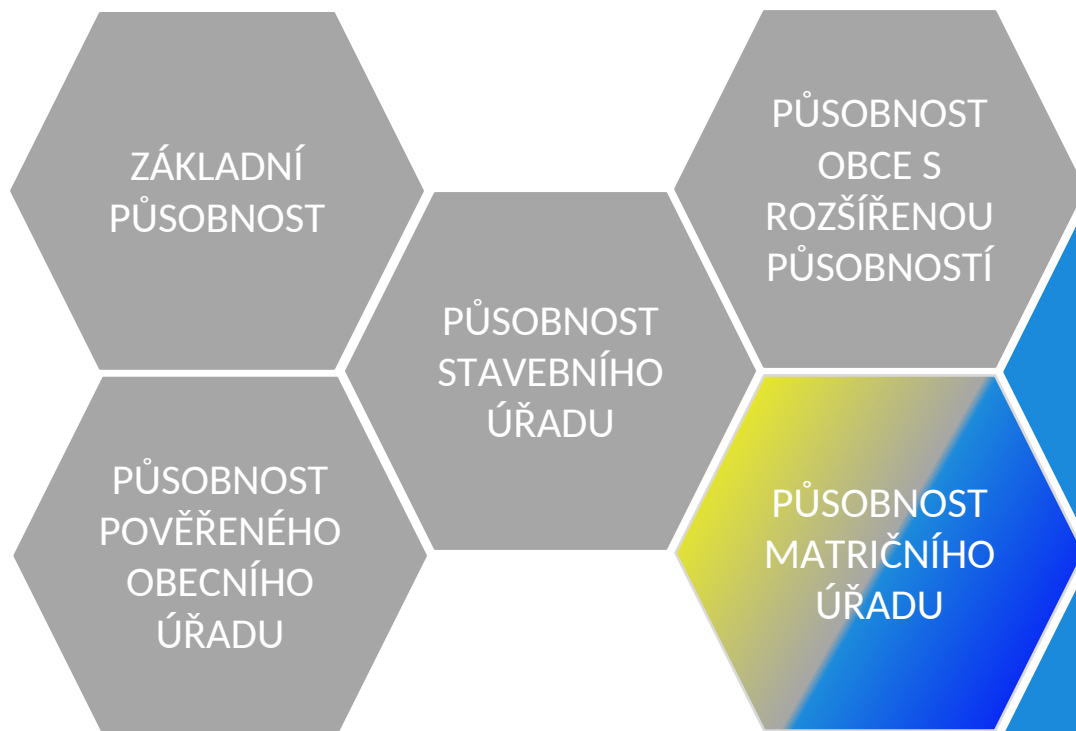 ZÁKLADNÍ
PŮSOBNOST
PŮSOBNOST
POVĚŘENÉHO
OBECNÍHO
ÚŘADU
PŮSOBNOST
STAVEBNÍHO
ÚŘADU
PŮSOBNOST
OBCE S
ROZŠÍŘENOU
PŮSOBNOSTÍ
PŮSOBNOST
MATRIČNÍHO
ÚŘADU